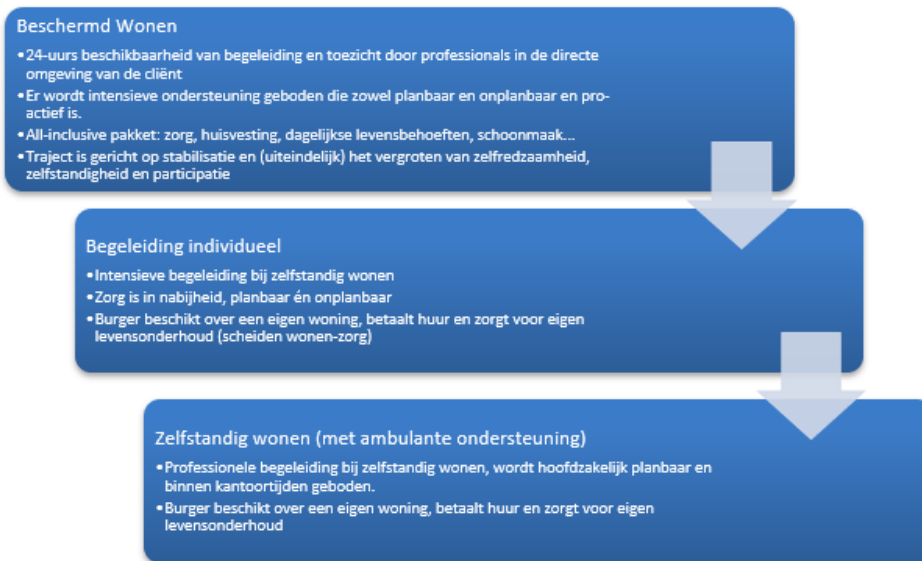 Beschermd Wonen
•24-uurs beschikbaarheid van begeleiding en toezicht door professionals in de directe
omgeving van de cliënt
•Er wordt intensieve ondersteuning geboden die zowel planbaar en onplanbaar en pro-
actief is.
•All-inclusive pakket: zorg, huisvesting, dagelijkse levensbehoeften, schoonmaak...
•Traject is gericht op stabilisatie en (uiteindelijk) het vergroten van zelfredzaamheid,
zelfstandigheid en participatie
Begeleiding individueel
•Intensieve begeleiding bij zelfstandig wonen
•Zorg is in nabijheid, planbaar én onplanbaar
•Burger beschikt over een eigen woning, betaalt huur en zorgt voor eigen
levensonderhoud (scheiden wonen-zorg)
Zelfstandig wonen (met ambulante ondersteuning)
•Professionele begeleiding bij zelfstandig wonen, wordt hoofdzakelijk planbaar en
binnen kantoortijden geboden.
•Burger beschikt over een eigen woning, betaalt huur en zorgt voor eigen
levensonderhoud